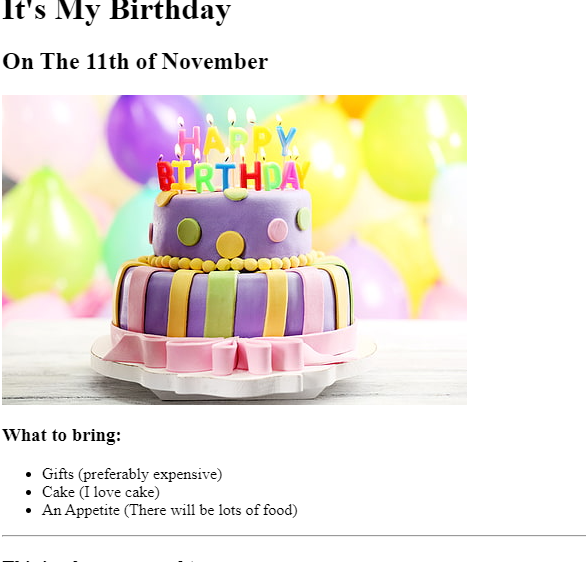 It's My Birthday
On The 11th of November
HAPPY
BIRTHDAY
What to bring:
Gifts (preferably expensive)
Cake (I love cake)
An Appetite (There will be lots of food)